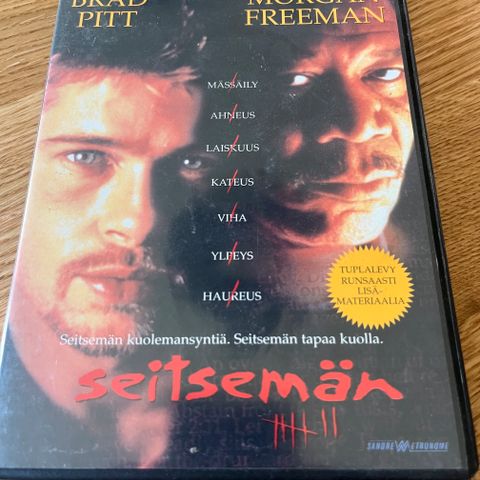 BRAD PITT
MORGAN FREEMAN
MÄSSÄILY
AHNEUS
LAISKUUS
KATEUS
VIHA
YLPEYS
HAUREUS
TUPLALEVY
RUNSAASTI
LISÄ-
MATERIAALIA
Seitsemän kuolemansyntiä. Seitsemän tapaa kuolla.
seitsemän
SANDREW METRONOME